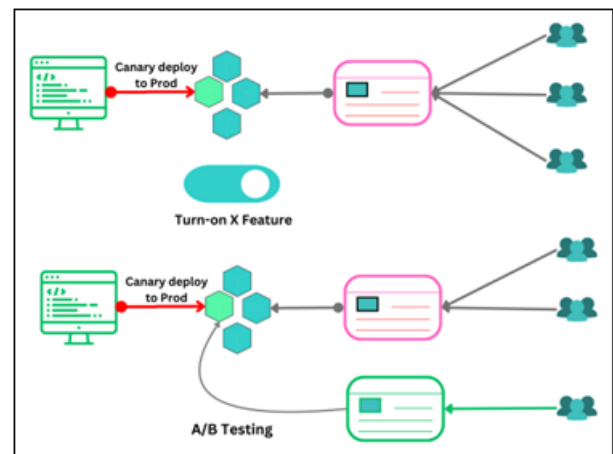 Canary deploy
to Prod
</>
Turn-on X Feature
Canary deploy
to Prod
</>
A/B Testing